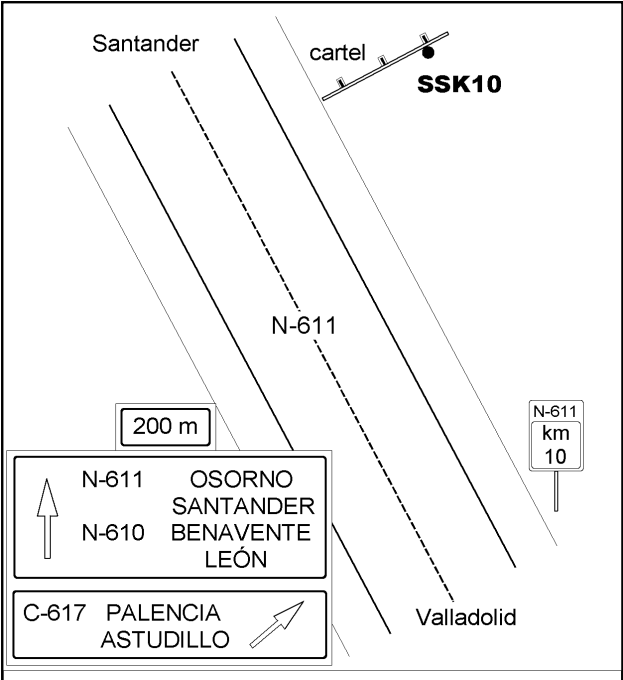 Santander
cartel
SSK10
N-611
200 m
N-611 OSORNO
SANTANDER
N-610 BENAVENTE
LEÓN
C-617 PALENCIA
ASTUDILLO
N-611
km
10
Valladolid